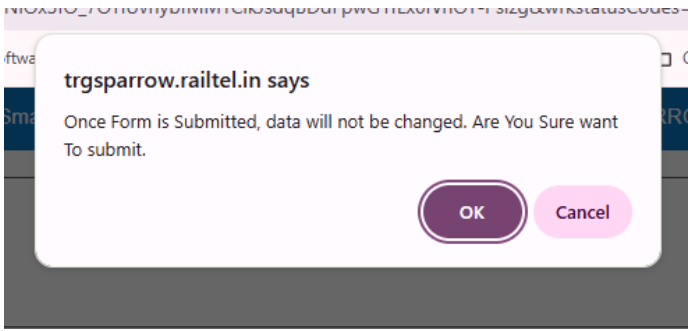 ftwa
trgsparrow.railtel.in says
Once Form is Submitted, data will not be changed. Are You Sure want
To submit.
OK
Cancel